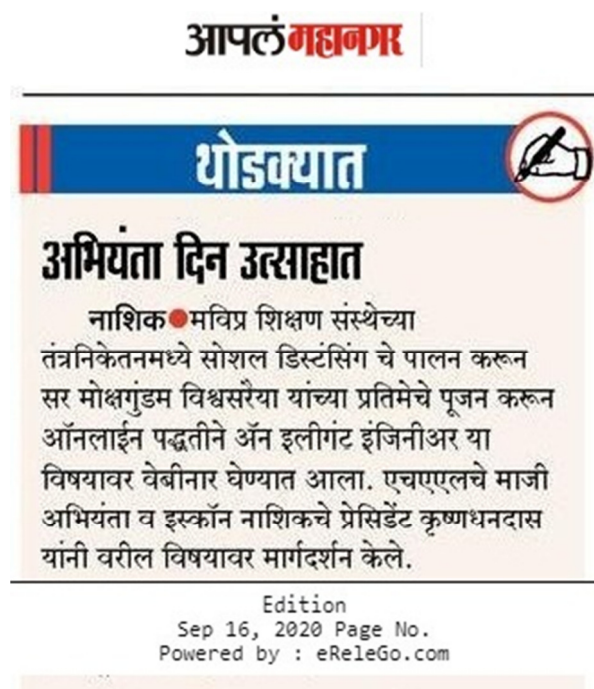 आपलं महानगर
थोडक्यात
अभियंता दिन उत्साहात
नाशिक●मविप्र शिक्षण संस्थेच्या
तंत्रनिकेतनमध्ये सोशल डिस्टंसिंग चे पालन करून
सर मोक्षगुंडम विश्वसरैया यांच्या प्रतिमेचे पूजन करून
ऑनलाईन पद्धतीने ॲन इलीगंट इंजिनीअर या
विषयावर वेबीनार घेण्यात आला. एचएएलचे माजी
अभियंता व इस्कॉन नाशिकचे प्रेसिडेंट कृष्णधनदास
यांनी वरील विषयावर मार्गदर्शन केले.
Edition
Sep 16, 2020 Page No.
Powered by : eReleGo.com